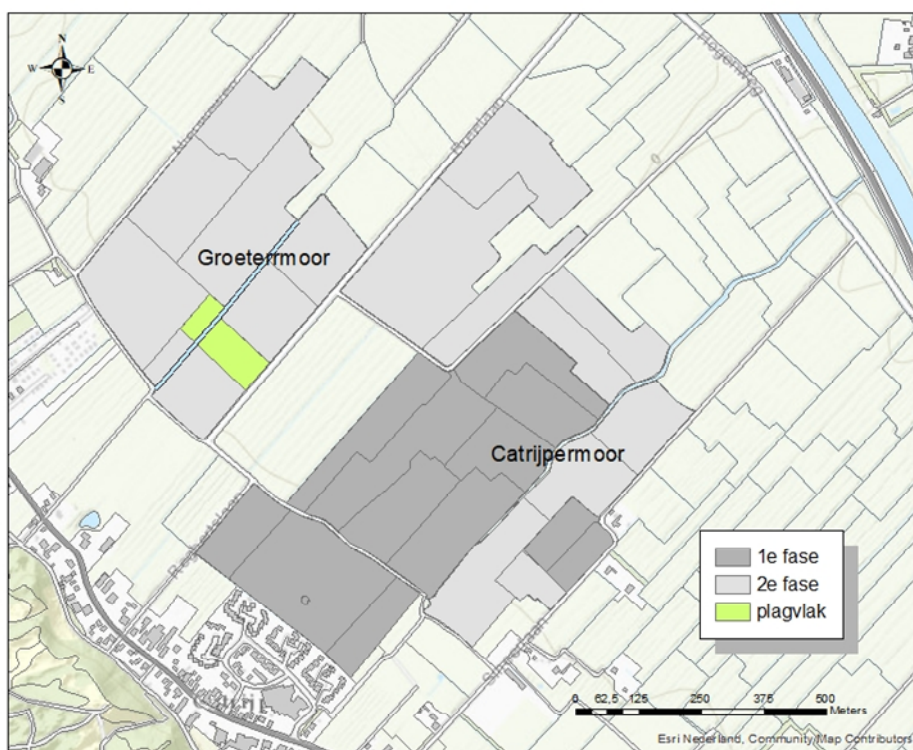 N
W E
S
Hogenweg
Groeterrmoor
Catrijpermoor
1e fase
2e fase
plagvlak
0 62,5 125 250 375 500
Meters
Esri Nederland, Community Map Contributors